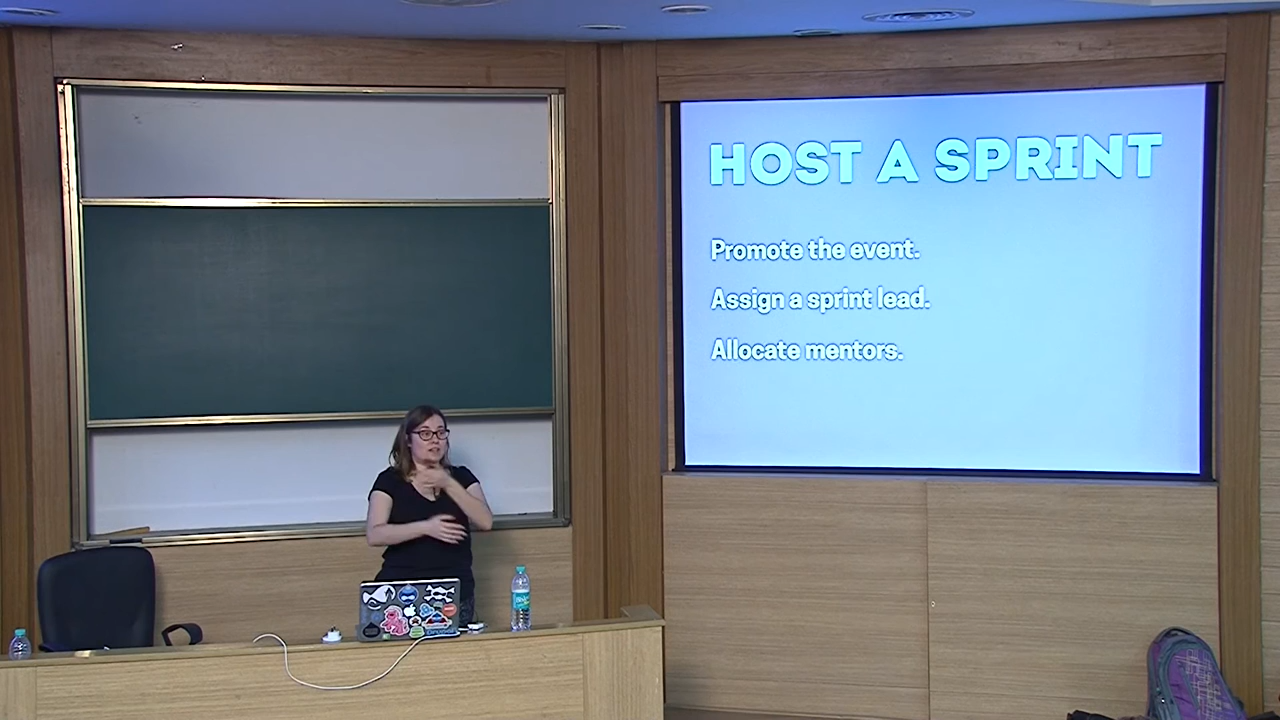 HOST A SPRINT
Promote the event.
Assign a sprint lead.
Allocate mentors.